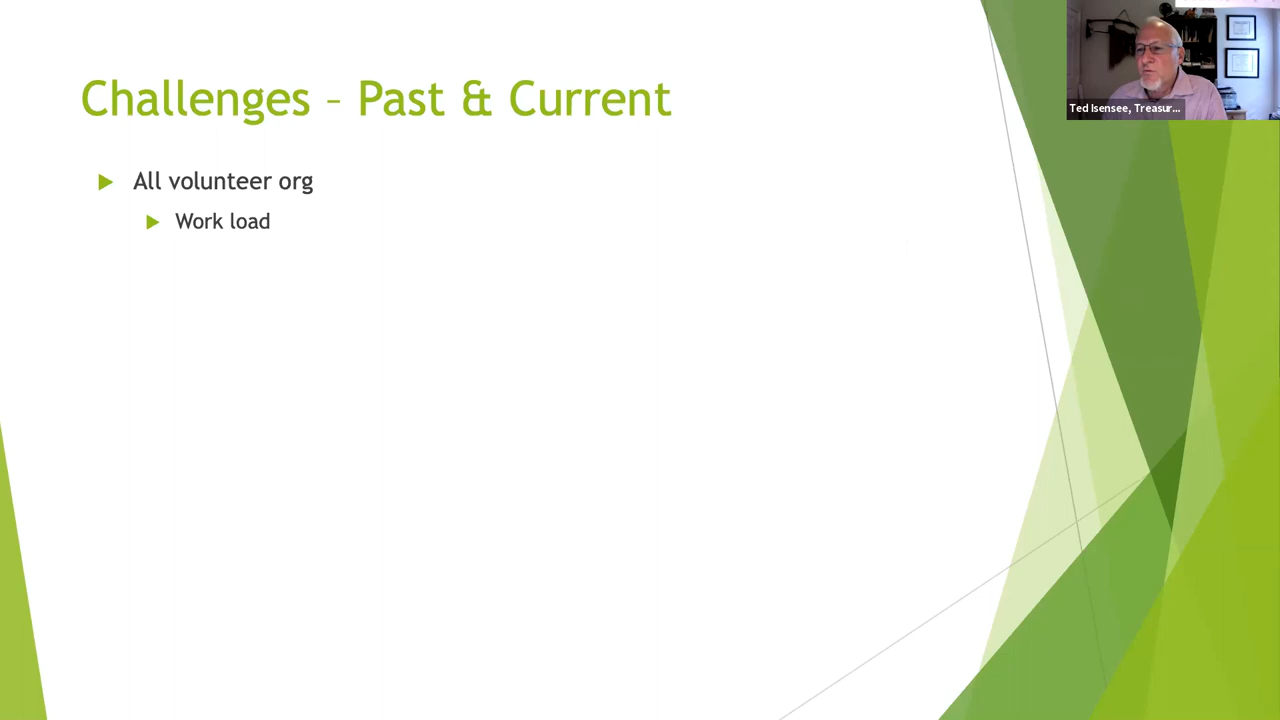 Challenges – Past & Current
All volunteer org
Work load
Ted Isensee, Treasur...